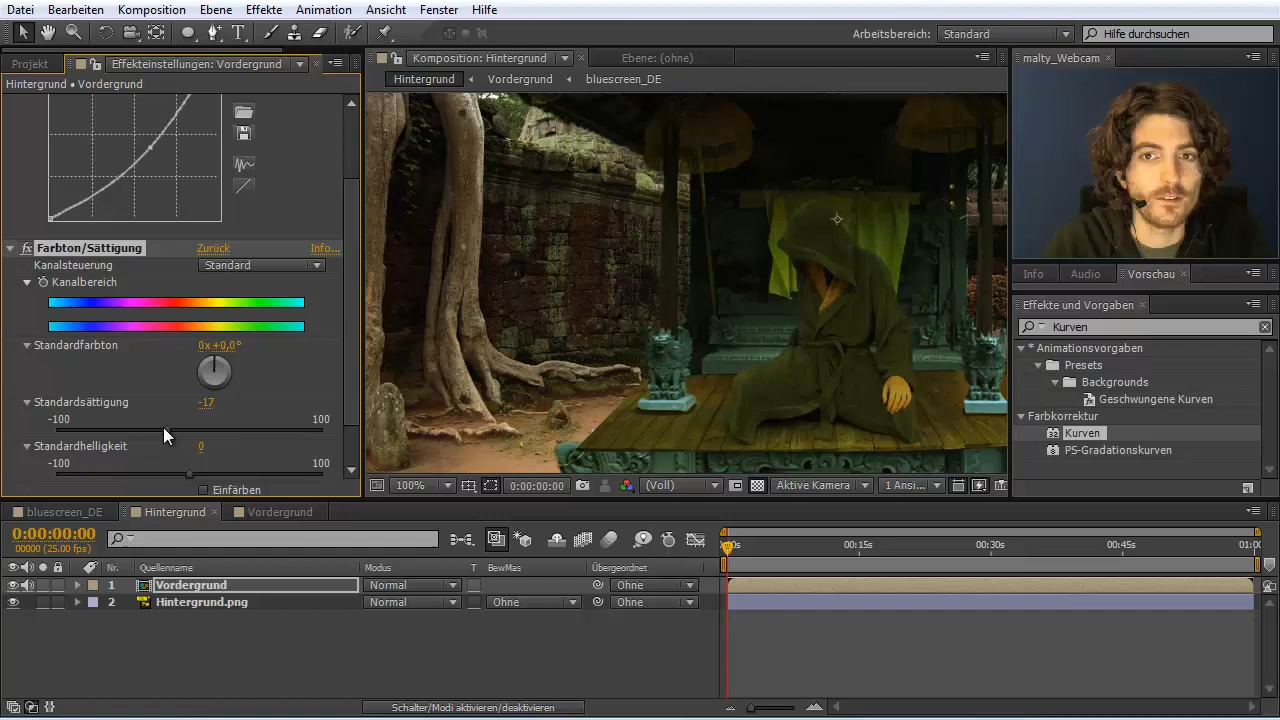 Datei Bearbeiten Komposition Ebene Effekte Animation Ansicht Fenster Hilfe
Arbeitsbereich: Standard Hilfe durchsuchen
Projekt Effekteinstellungen: Vordergrund Komposition: Hintergrund Ebene: (ohne) malty_Webcam
Hintergrund • Vordergrund Hintergrund Vordergrund bluescreen_DE
fx Farbton/Sättigung Zurück Info...
Kanalsteuerung Standard
Kanalbereich
Standardfarbton 0x+0,0°
Standardsättigung -17
-100 100
Standardhelligkeit 0
-100 100
Einfärben
100% 0:00:00:00 (Voll) Aktive Kamera 1 Ansi...
Info Audio Vorschau
Effekte und Vorgaben
Kurven
* Animationsvorgaben
Presets
Backgrounds
Geschwungene Kurven
Farbkorrektur
32 Kurven
8 PS-Gradationskurven
bluescreen_DE Hintergrund Vordergrund
0:00:00:00
00000 (25.00 fps) 00:15s 00:30s 00:45s 01:00
Nr. Quellenname Modus T BewMas Übergeordnet
1 Vordergrund Normal Ohne
2 Hintergrund.png Normal Ohne Ohne
Schalter/Modi aktivieren/deaktivieren